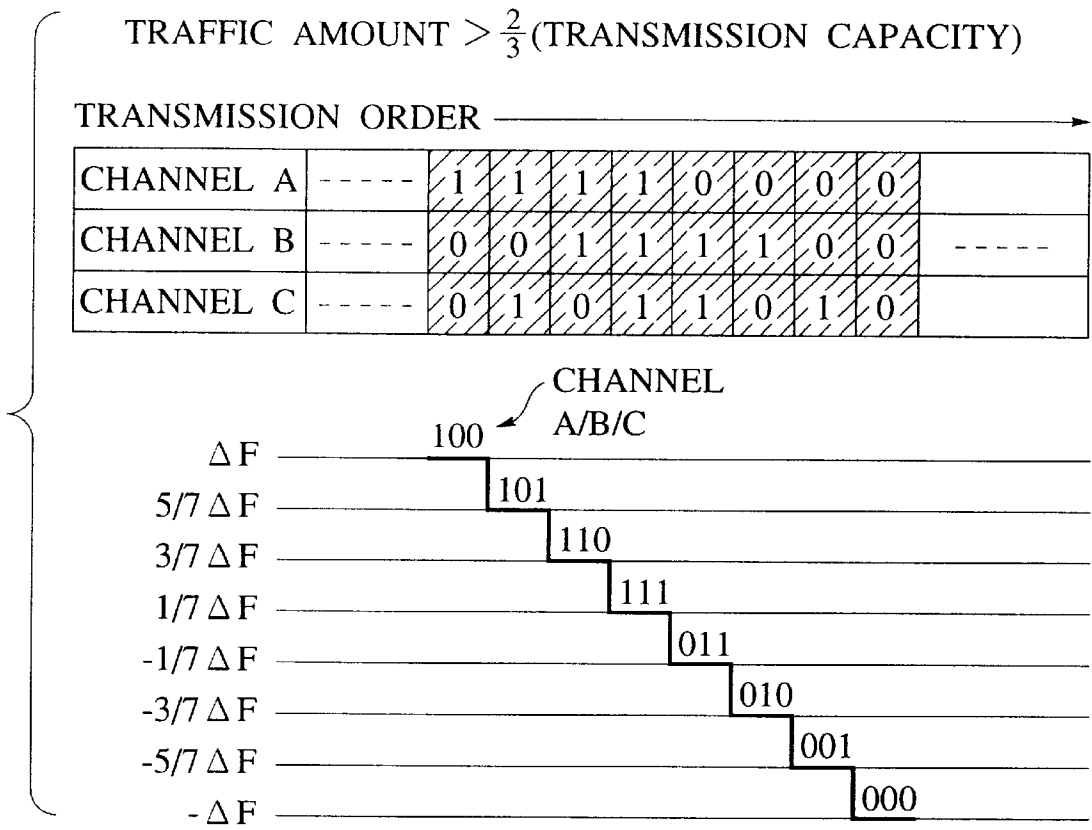 TRAFFIC AMOUNT > 2/3 (TRANSMISSION CAPACITY)
TRANSMISSION ORDER
CHANNEL A ----- 1 1 1 1 0 0 0 0
CHANNEL B ----- 0 0 1 1 1 1 0 0 -----
CHANNEL C ----- 0 1 0 1 1 0 1 0
CHANNEL
A/B/C
100
ΔF
101
5/7 ΔF
110
3/7 ΔF
111
1/7 ΔF
011
-1/7 ΔF
010
-3/7 ΔF
001
-5/7 ΔF
000
-ΔF